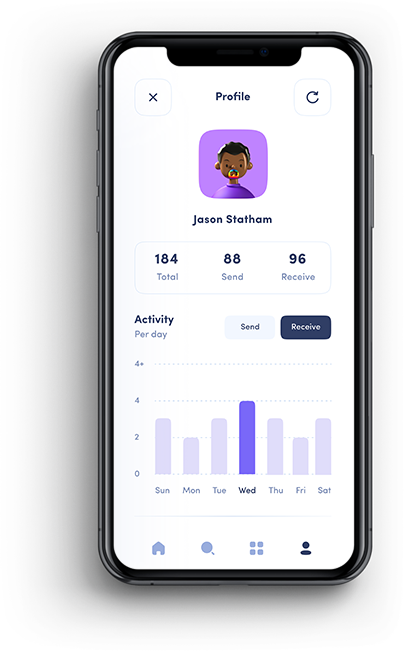 Profile
Jason Statham
184 88 96
Total Send Receive
Activity
Per day
Send Receive
4+
4
2
0
Sun Mon Tue Wed Thu Fri Sat